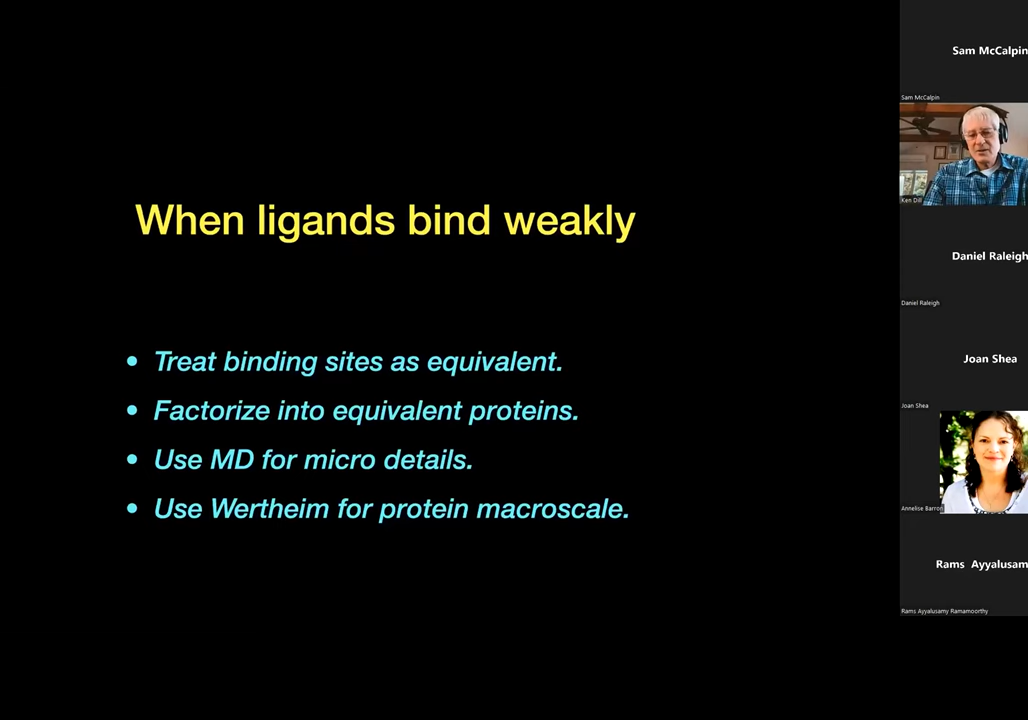 When ligands bind weakly
• Treat binding sites as equivalent.
• Factorize into equivalent proteins.
• Use MD for micro details.
• Use Wertheim for protein macroscale.
Sam McCalpin
Sam McCalpin
Ken Dill
Daniel Raleigh
Daniel Raleigh
Joan Shea
Joan Shea
Annelise Barron
Rams Ayyalusam
Rams Ayyalusamy Ramamoorthy